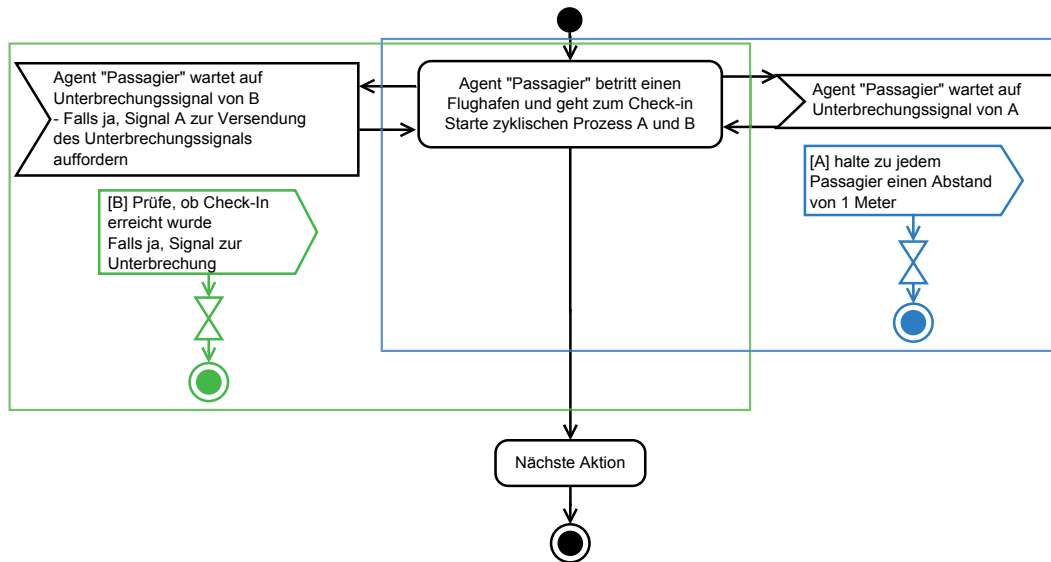 Agent "Passagier" wartet auf
Unterbrechungssignal von B
- Falls ja, Signal A zur Versendung
des Unterbrechungssignals
auffordern
Agent "Passagier" betritt einen
Flughafen und geht zum Check-in
Starte zyklischen Prozess A und B
Agent "Passagier" wartet auf
Unterbrechungssignal von A
[B] Prüfe, ob Check-In
erreicht wurde
Falls ja, Signal zur
Unterbrechung
[A] halte zu jedem
Passagier einen Abstand
von 1 Meter
Nächste Aktion